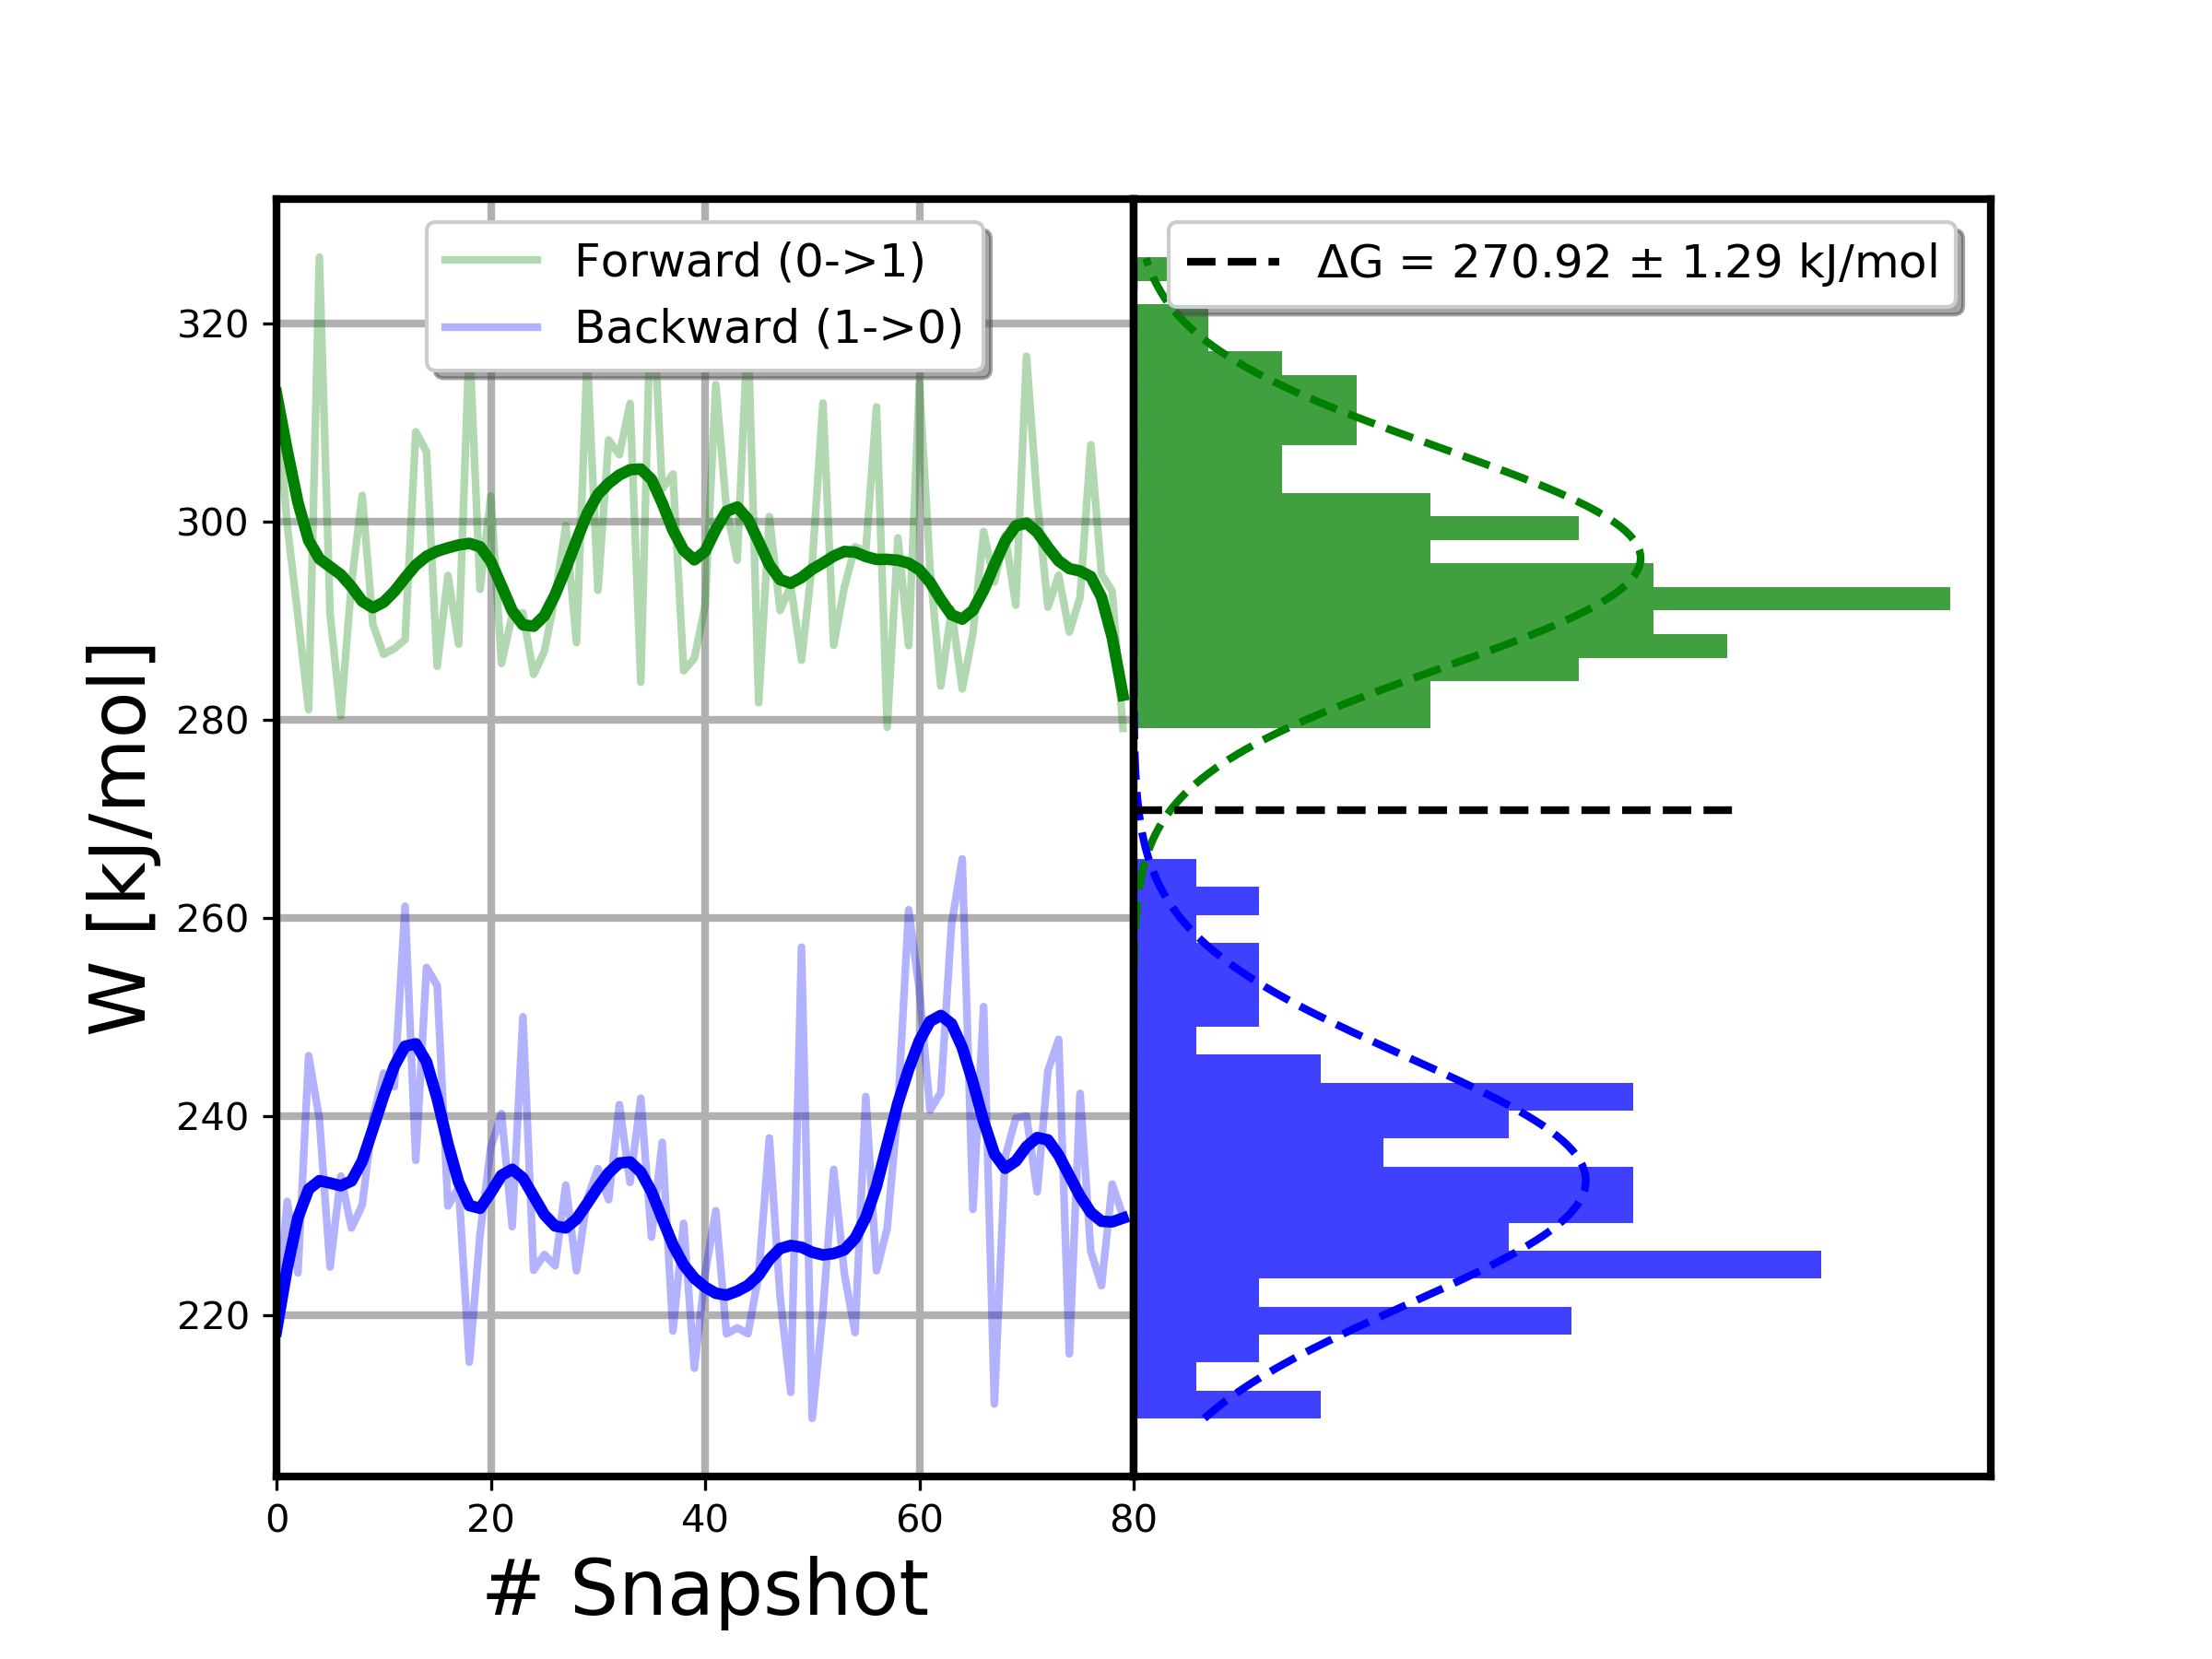 Forward (0->1)
Backward (1->0)
ΔG = 270.92 ± 1.29 kJ/mol
W [kJ/mol]
320
300
280
260
240
220
0 20 40 60 80
# Snapshot